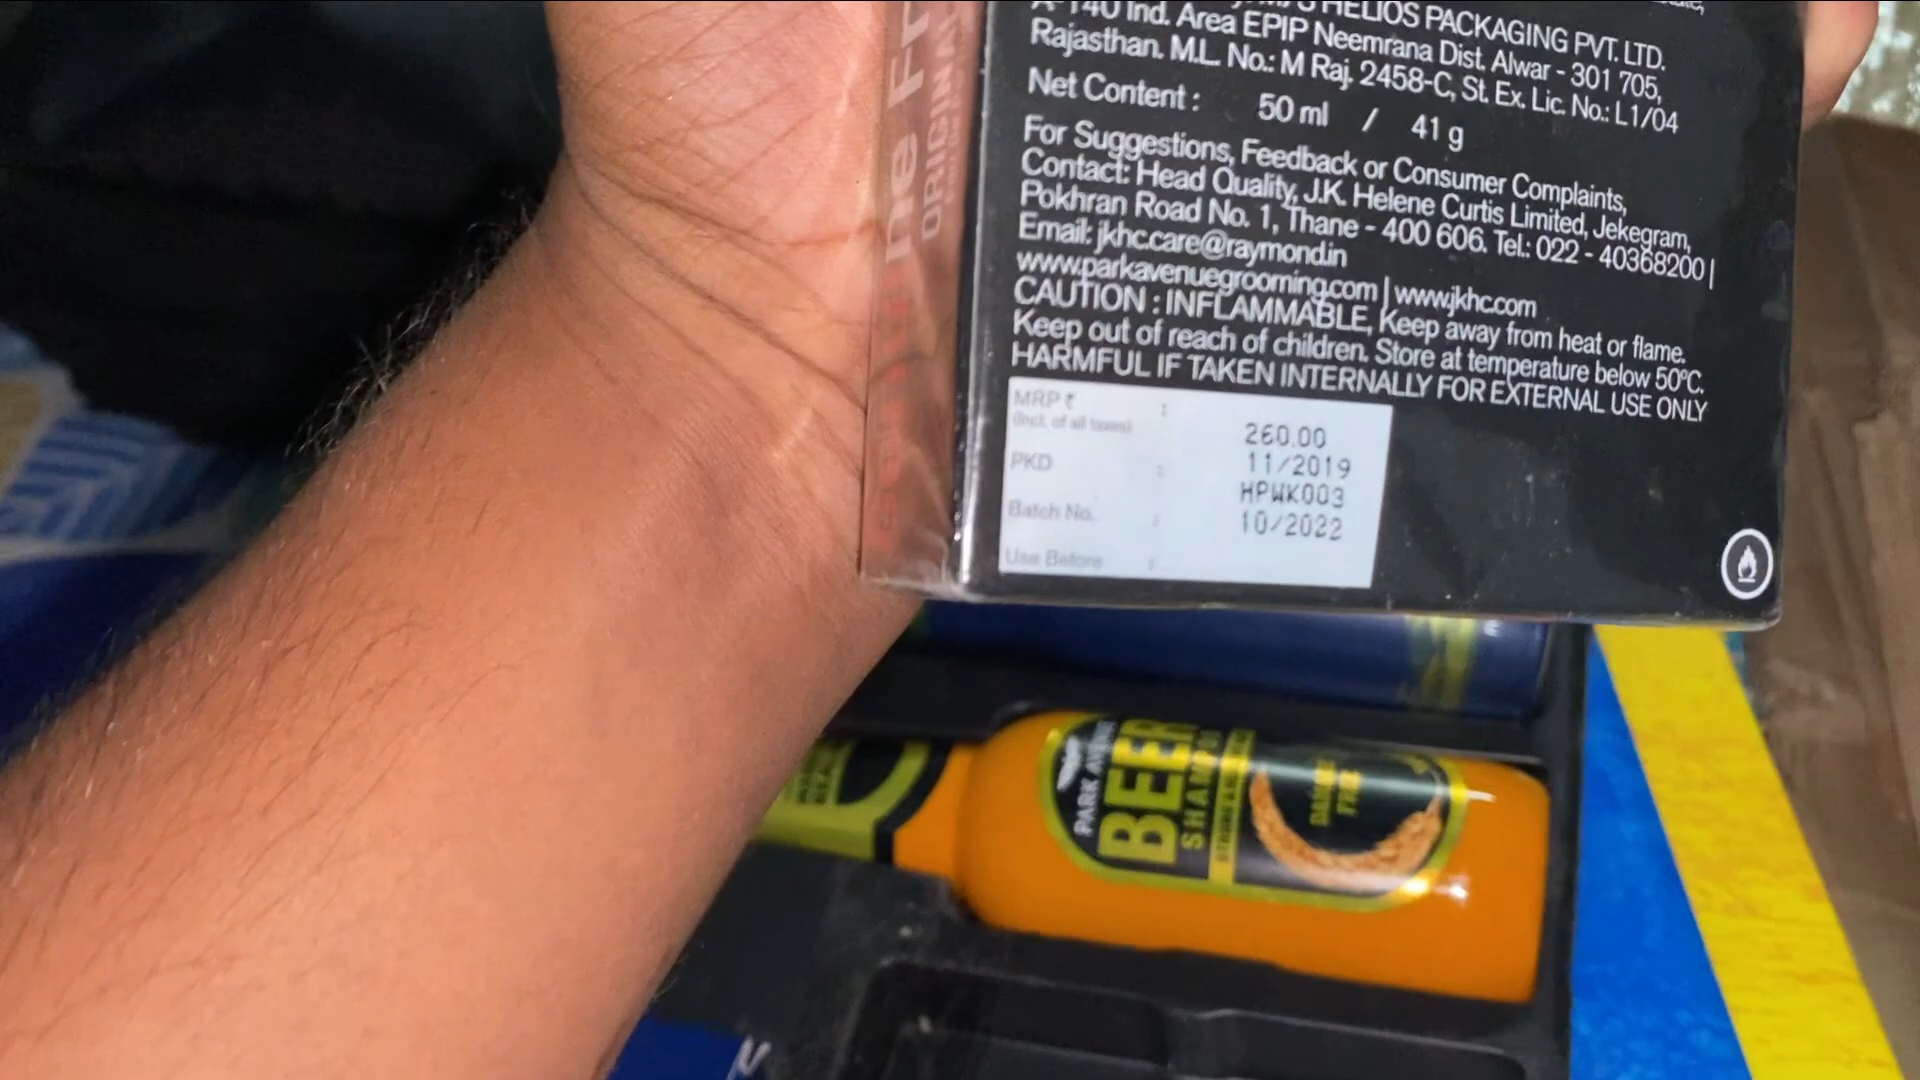 HELIOS PACKAGING PVT. LTD.
A-140 Ind. Area EPIP Neemrana Dist. Alwar - 301 705,
Rajasthan. M.L. No.: M Raj. 2458-C, St. Ex. Lic. No.: L1/04
Net Content : 50 ml / 41 g
For Suggestions, Feedback or Consumer Complaints,
Contact: Head Quality, J.K. Helene Curtis Limited, Jekegram,
Pokhran Road No. 1, Thane - 400 606. Tel.: 022 - 40368200 |
Email: jkhc.care@raymond.in
www.parkavenuegrooming.com | www.jkhc.com
CAUTION : INFLAMMABLE, Keep away from heat or flame.
Keep out of reach of children. Store at temperature below 50°C.
HARMFUL IF TAKEN INTERNALLY FOR EXTERNAL USE ONLY
MRP ₹ : 260.00
(Incl. of all taxes)
PKD : 11/2019
Batch No. : HPWK003
Use Before : 10/2022
ORIGINAL
PARK AVENUE
BEER
SHAMPOO